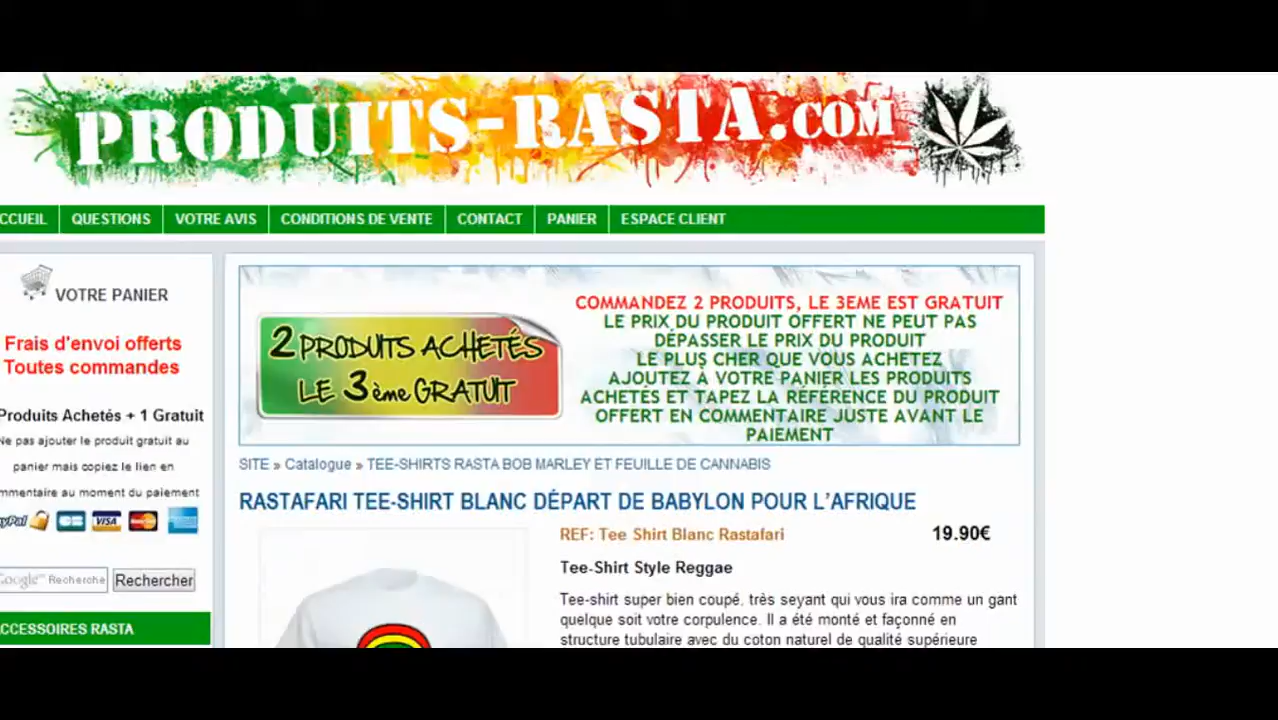 PRODUITS-RASTA.COM
CCUEIL QUESTIONS VOTRE AVIS CONDITIONS DE VENTE CONTACT PANIER ESPACE CLIENT
VOTRE PANIER
Frais d'envoi offerts
Toutes commandes
Produits Achetés + 1 Gratuit
Ne pas ajouter le produit gratuit au
panier mais copiez le lien en
mmentaire au moment du paiement
ayPal CB VISA MasterCard
Google Recherche Rechercher
CCESSOIRES RASTA
2 PRODUITS ACHETÉS
LE 3ème GRATUIT
COMMANDEZ 2 PRODUITS, LE 3EME EST GRATUIT
LE PRIX DU PRODUIT OFFERT NE PEUT PAS
DÉPASSER LE PRIX DU PRODUIT
LE PLUS CHER QUE VOUS ACHETEZ
AJOUTEZ À VOTRE PANIER LES PRODUITS
ACHETÉS ET TAPEZ LA RÉFÉRENCE DU PRODUIT
OFFERT EN COMMENTAIRE JUSTE AVANT LE
PAIEMENT
SITE » Catalogue » TEE-SHIRTS RASTA BOB MARLEY ET FEUILLE DE CANNABIS
RASTAFARI TEE-SHIRT BLANC DÉPART DE BABYLON POUR L'AFRIQUE
REF: Tee Shirt Blanc Rastafari 19.90€
Tee-Shirt Style Reggae
Tee-shirt super bien coupé, très seyant qui vous ira comme un gant
quelque soit votre corpulence. Il a été monté et façonné en
structure tubulaire avec du coton naturel de qualité supérieure